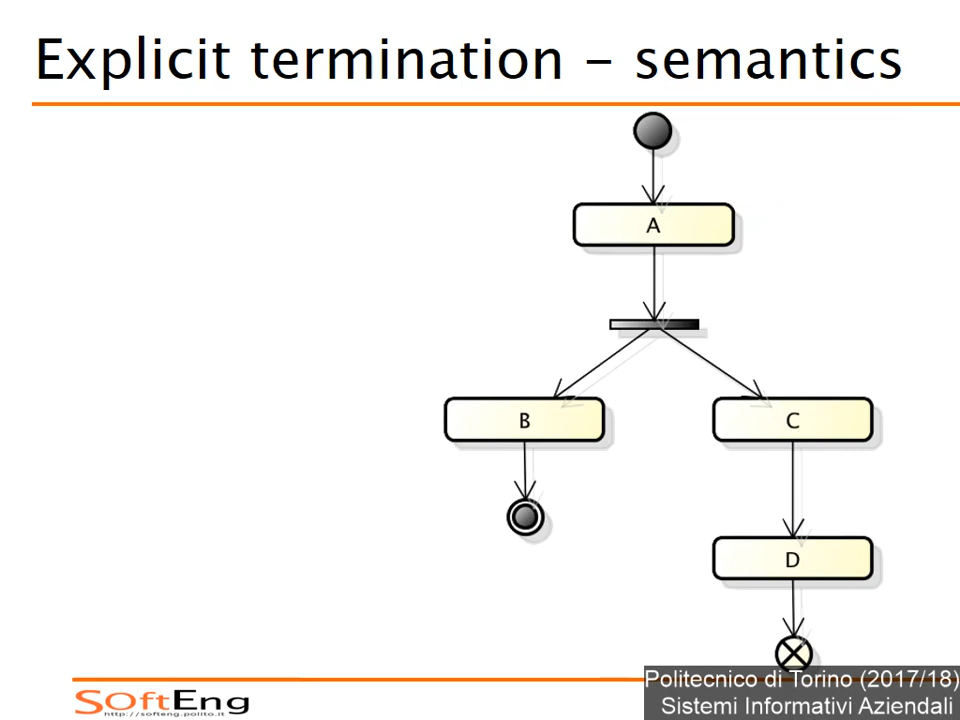 Explicit termination - semantics
A
B
C
D
SOftEng
http://softeng.polito.it
Politecnico di Torino (2017/18)
Sistemi Informativi Aziendali